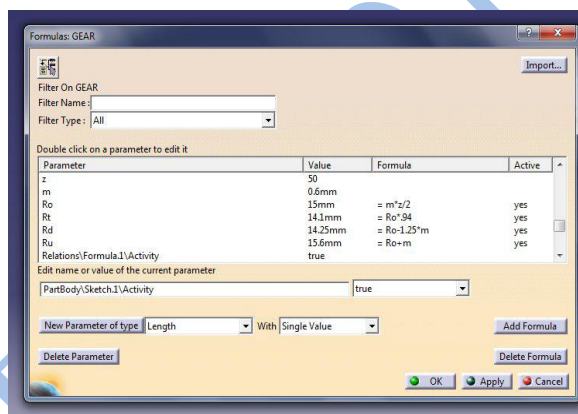 Formulas: GEAR
Import...
Filter On GEAR
Filter Name :
Filter Type : All
Double click on a parameter to edit it
Parameter Value Formula Active
z 50
m 0.6mm
Ro 15mm = m*z/2 yes
Rt 14.1mm = Ro*.94 yes
Rd 14.25mm = Ro-1.25*m yes
Ru 15.6mm = Ro+m yes
Relations\Formula.1\Activity true
Edit name or value of the current parameter
PartBody\Sketch.1\Activity true
New Parameter of type Length With Single Value Add Formula
Delete Parameter Delete Formula
OK Apply Cancel